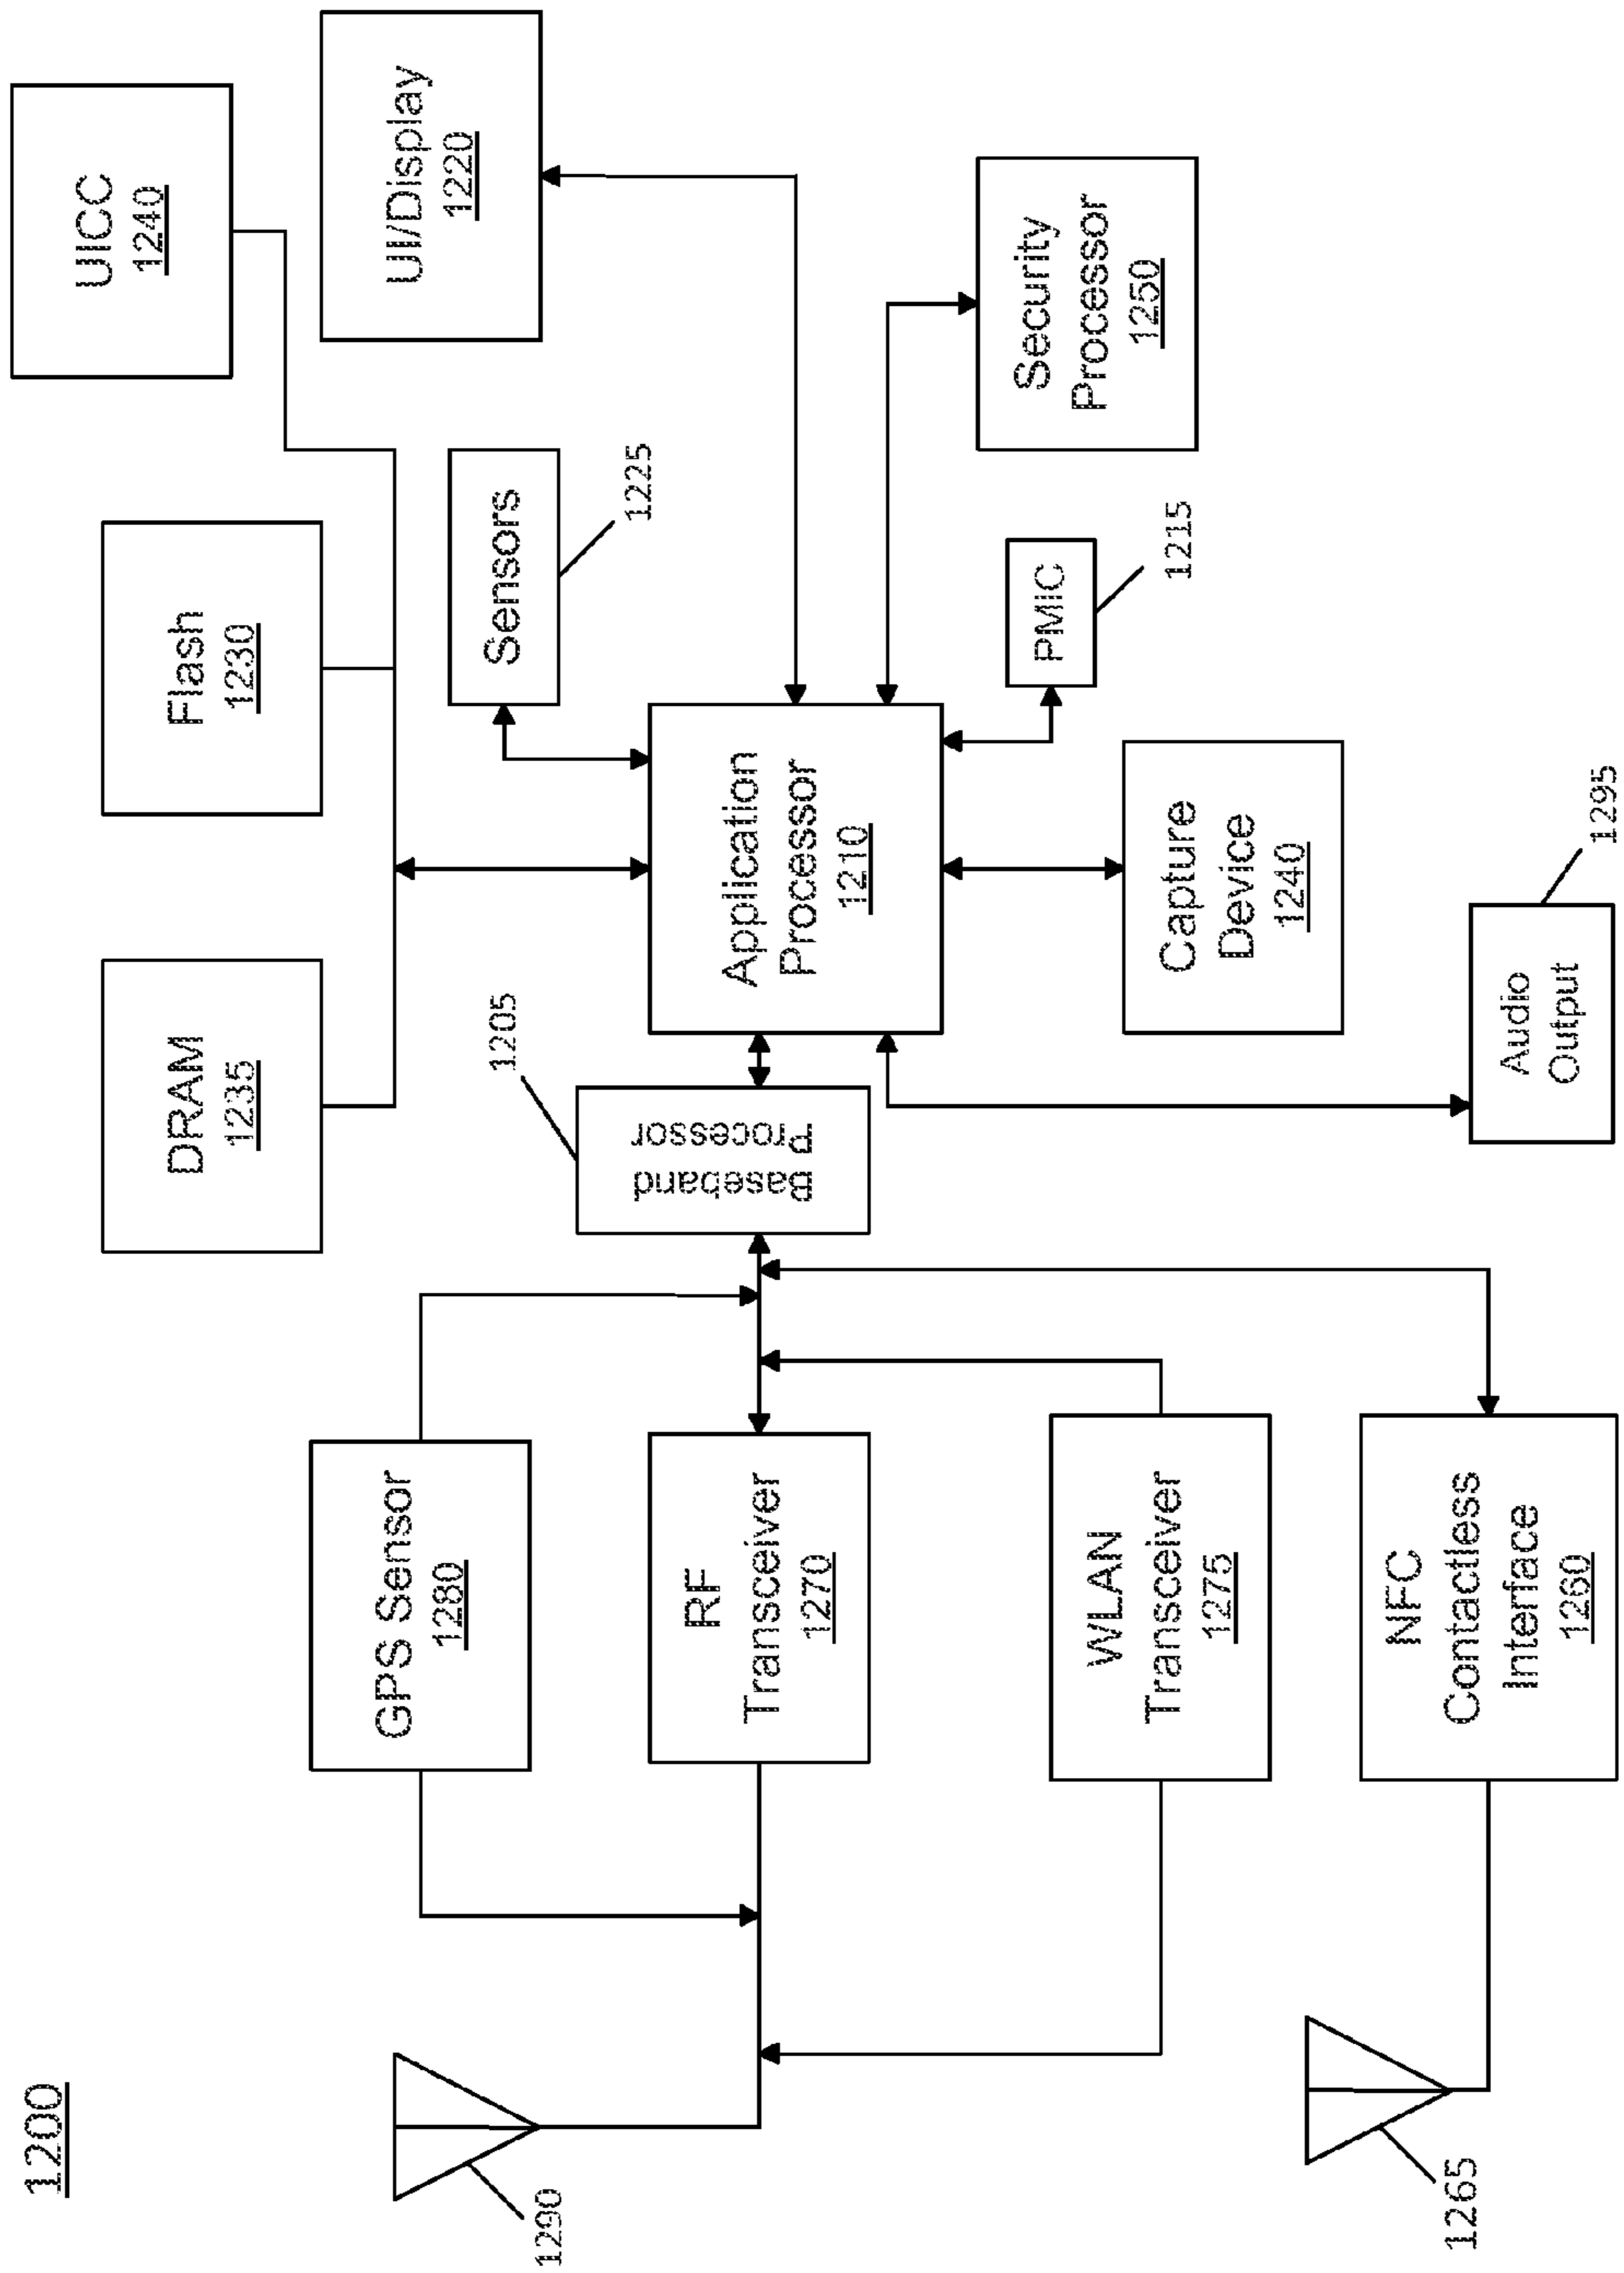 1200
UICC
1240
Flash
1230
DRAM
1235
UI/Display
1220
Sensors
1225
GPS Sensor
1280
1290
1205
Baseband
Processor
Application
Processor
1210
RF
Transceiver
1270
Security
Processor
1250
PMIC
1215
Capture
Device
1240
WLAN
Transceiver
1275
Audio
Output
1295
NFC
Contactless
Interface
1260
1265